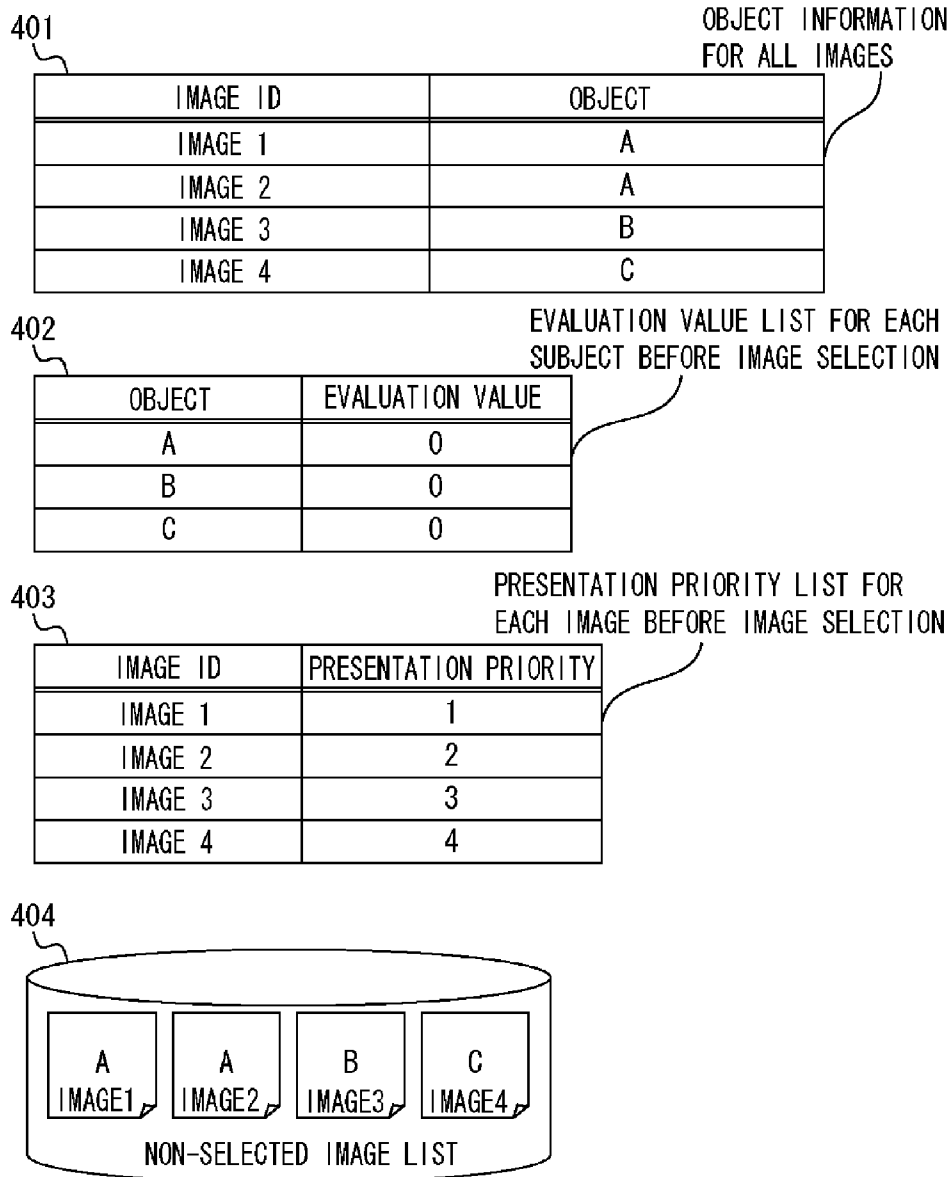 401
OBJECT INFORMATION
FOR ALL IMAGES
IMAGE ID OBJECT
IMAGE 1 A
IMAGE 2 A
IMAGE 3 B
IMAGE 4 C
402
EVALUATION VALUE LIST FOR EACH
SUBJECT BEFORE IMAGE SELECTION
OBJECT EVALUATION VALUE
A 0
B 0
C 0
403
PRESENTATION PRIORITY LIST FOR
EACH IMAGE BEFORE IMAGE SELECTION
IMAGE ID PRESENTATION PRIORITY
IMAGE 1 1
IMAGE 2 2
IMAGE 3 3
IMAGE 4 4
404
A A B C
IMAGE1 IMAGE2 IMAGE3 IMAGE4
NON-SELECTED IMAGE LIST